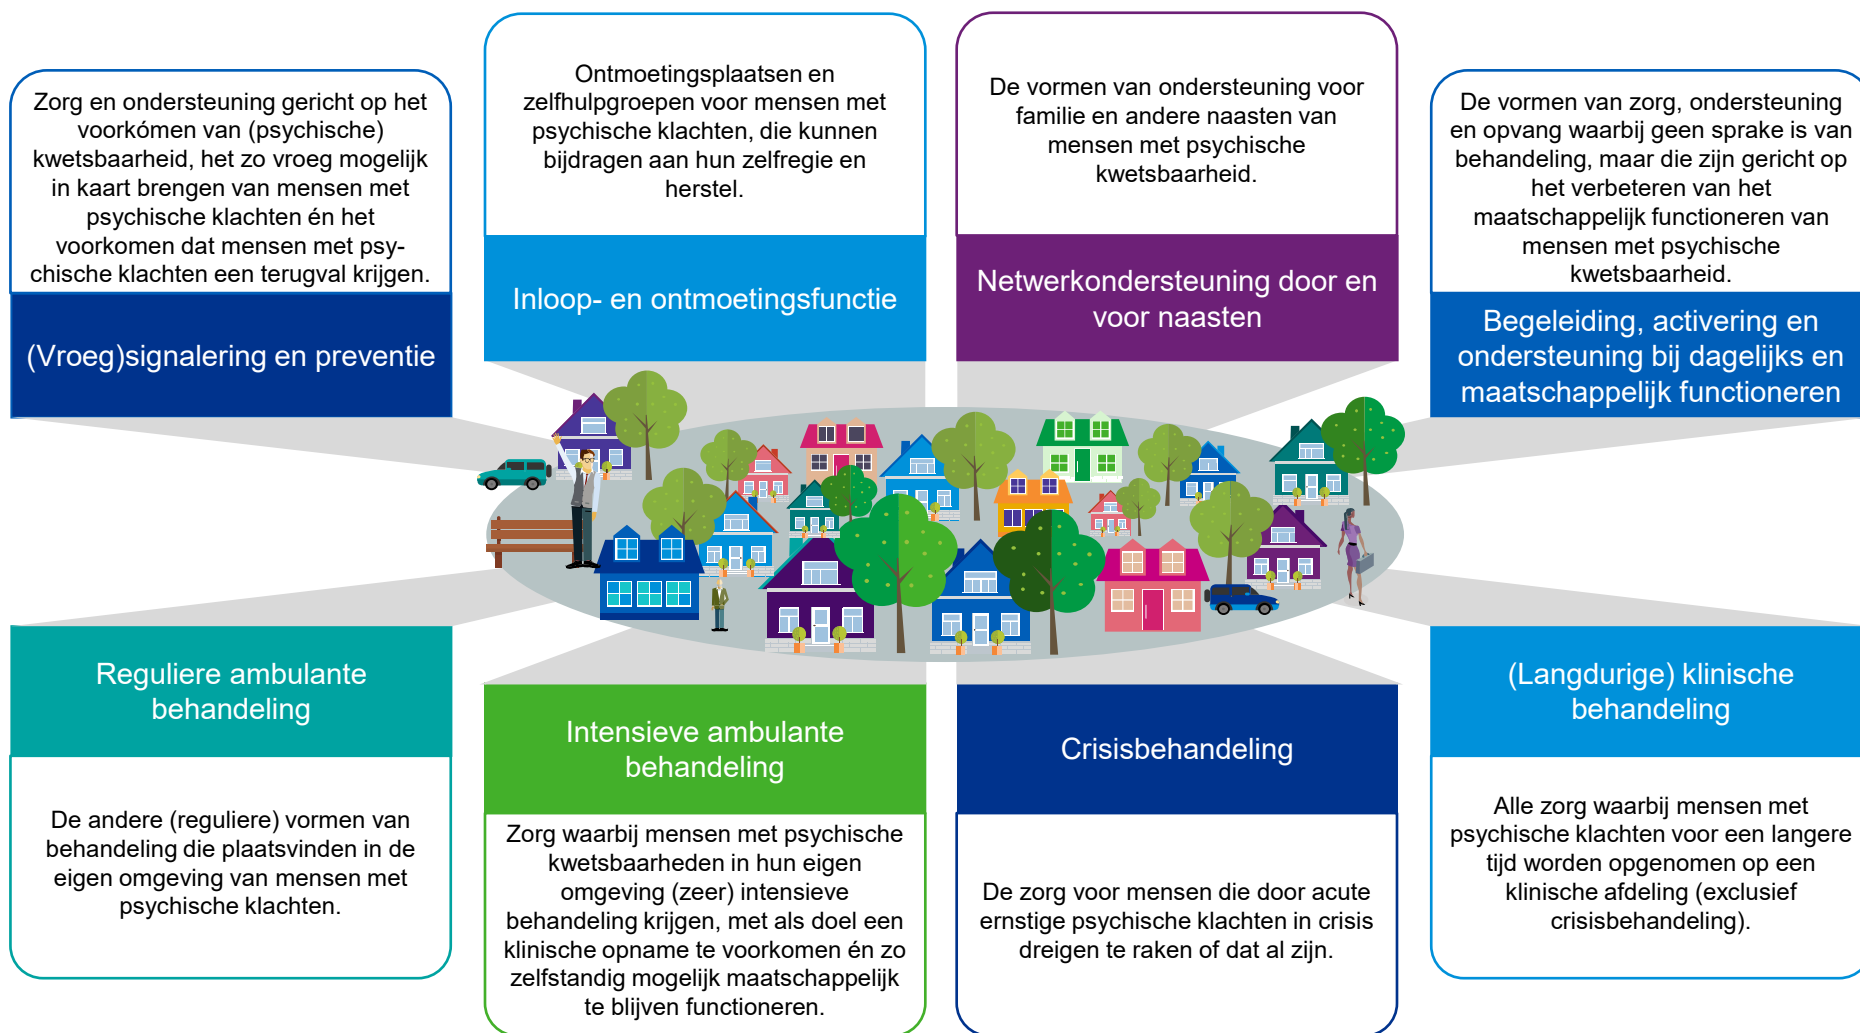 Zorg en ondersteuning gericht op het
voorkómen van (psychische)
kwetsbaarheid, het zo vroeg mogelijk
in kaart brengen van mensen met
psychische klachten én het
voorkomen dat mensen met psy-
chische klachten een terugval krijgen.
(Vroeg)signalering en preventie
Ontmoetingsplaatsen en
zelfhulpgroepen voor mensen met
psychische klachten, die kunnen
bijdragen aan hun zelfregie en
herstel.
Inloop- en ontmoetingsfunctie
De vormen van ondersteuning voor
familie en andere naasten van
mensen met psychische
kwetsbaarheid.
Netwerkondersteuning door en
voor naasten
De vormen van zorg, ondersteuning
en opvang waarbij geen sprake is van
behandeling, maar die zijn gericht op
het verbeteren van het
maatschappelijk functioneren van
mensen met psychische
kwetsbaarheid.
Begeleiding, activering en
ondersteuning bij dagelijks en
maatschappelijk functioneren
Reguliere ambulante
behandeling
De andere (reguliere) vormen van
behandeling die plaatsvinden in de
eigen omgeving van mensen met
psychische klachten.
Intensieve ambulante
behandeling
Zorg waarbij mensen met psychische
kwetsbaarheden in hun eigen
omgeving (zeer) intensieve
behandeling krijgen, met als doel een
klinische opname te voorkomen én zo
zelfstandig mogelijk maatschappelijk
te blijven functioneren.
Crisisbehandeling
De zorg voor mensen die door acute
ernstige psychische klachten in crisis
dreigen te raken of dat al zijn.
(Langdurige) klinische
behandeling
Alle zorg waarbij mensen met
psychische klachten voor een langere
tijd worden opgenomen op een
klinische afdeling (exclusief
crisisbehandeling).